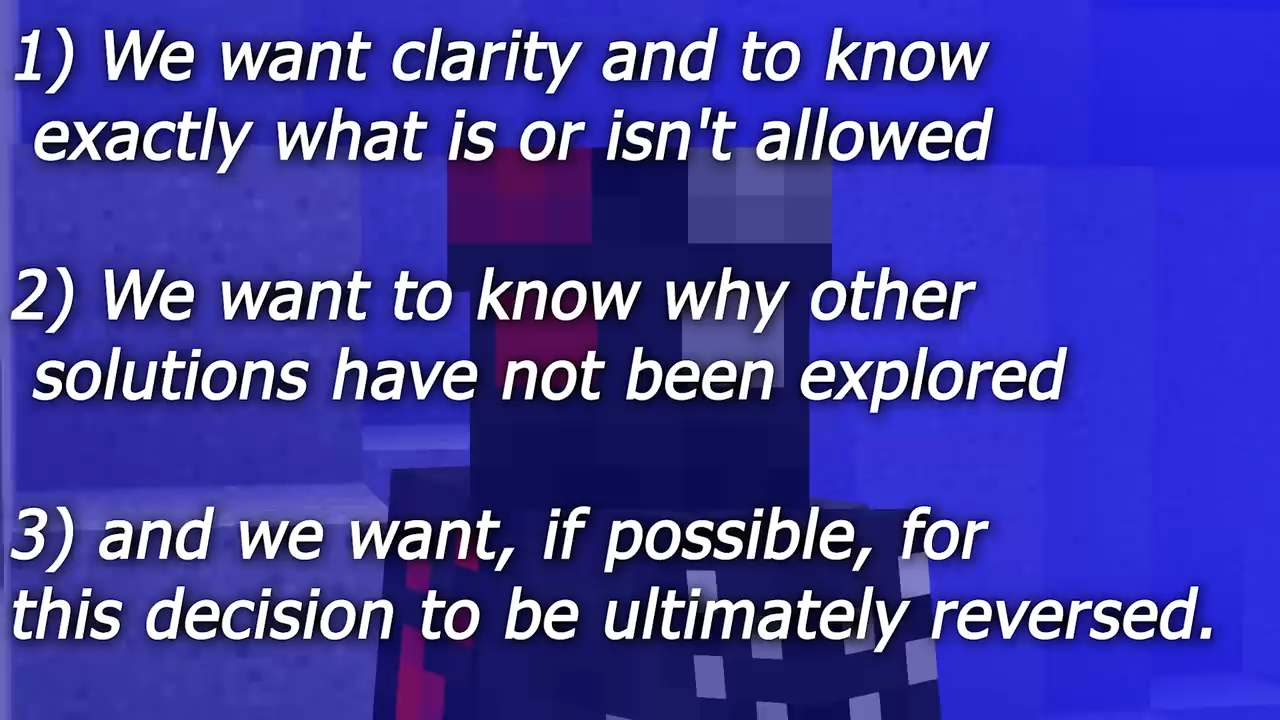 1) We want clarity and to know
exactly what is or isn't allowed
2) We want to know why other
solutions have not been explored
3) and we want, if possible, for
this decision to be ultimately reversed.